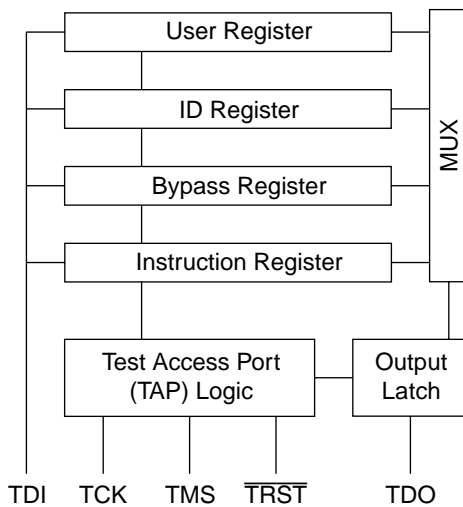 User Register
ID Register
Bypass Register
Instruction Register
MUX
Test Access Port
(TAP) Logic
Output
Latch
TDI
TCK
TMS
T̅R̅S̅T̅
TDO